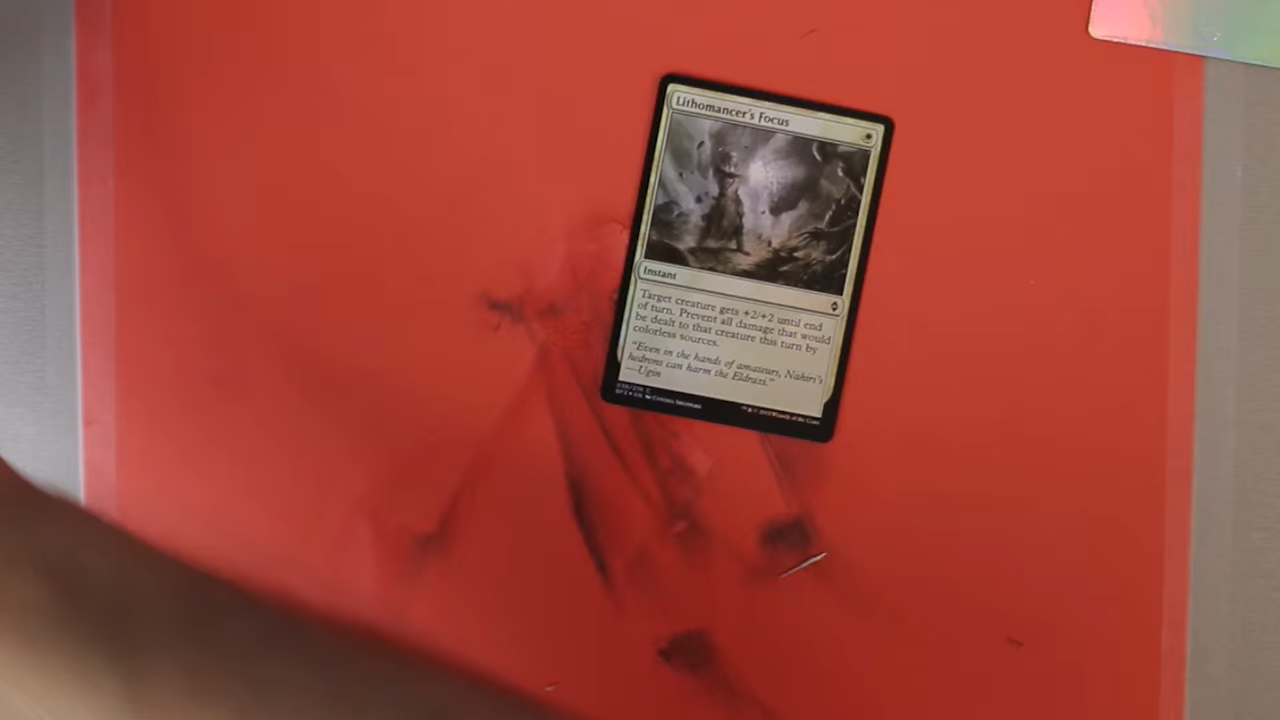 Lithomancer's Focus
Instant
Target creature gets +2/+2 until end
of turn. Prevent all damage that would
be dealt to that creature this turn by
colorless sources.
"Even in the hands of amateurs, Nahiri's
hedrons can harm the Eldrazi."
—Ugin